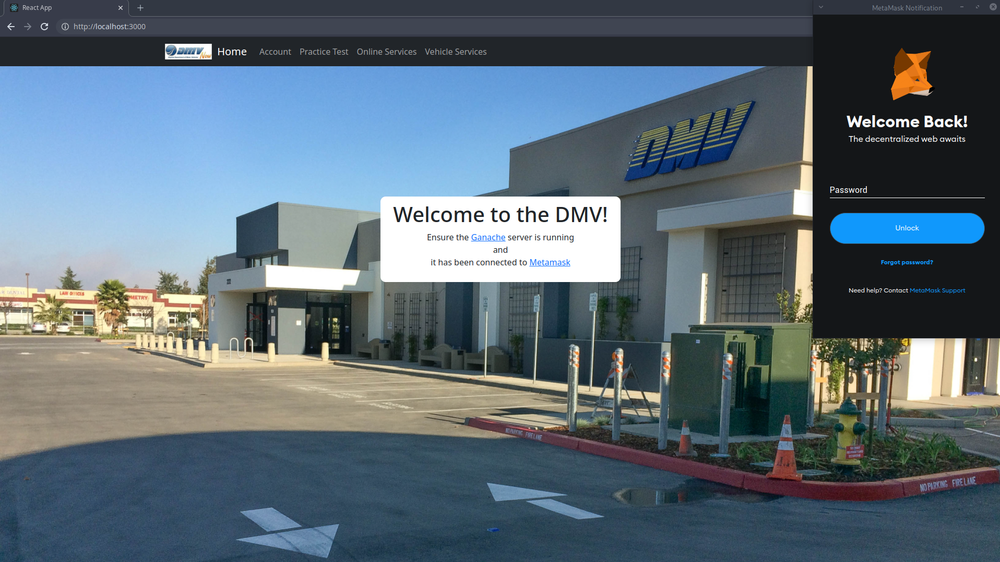 React App
MetaMask Notification
http://localhost:3000
DMV Now
Home
Account
Practice Test
Online Services
Vehicle Services
Welcome Back!
The decentralized web awaits
Password
Unlock
Forgot password?
Need help? Contact MetaMask Support
DMV
Welcome to the DMV!
Ensure the Ganache server is running
and
it has been connected to Metamask
LAW OFFICES
NO PARKING FIRE LANE
NO PARKING FIRE LANE